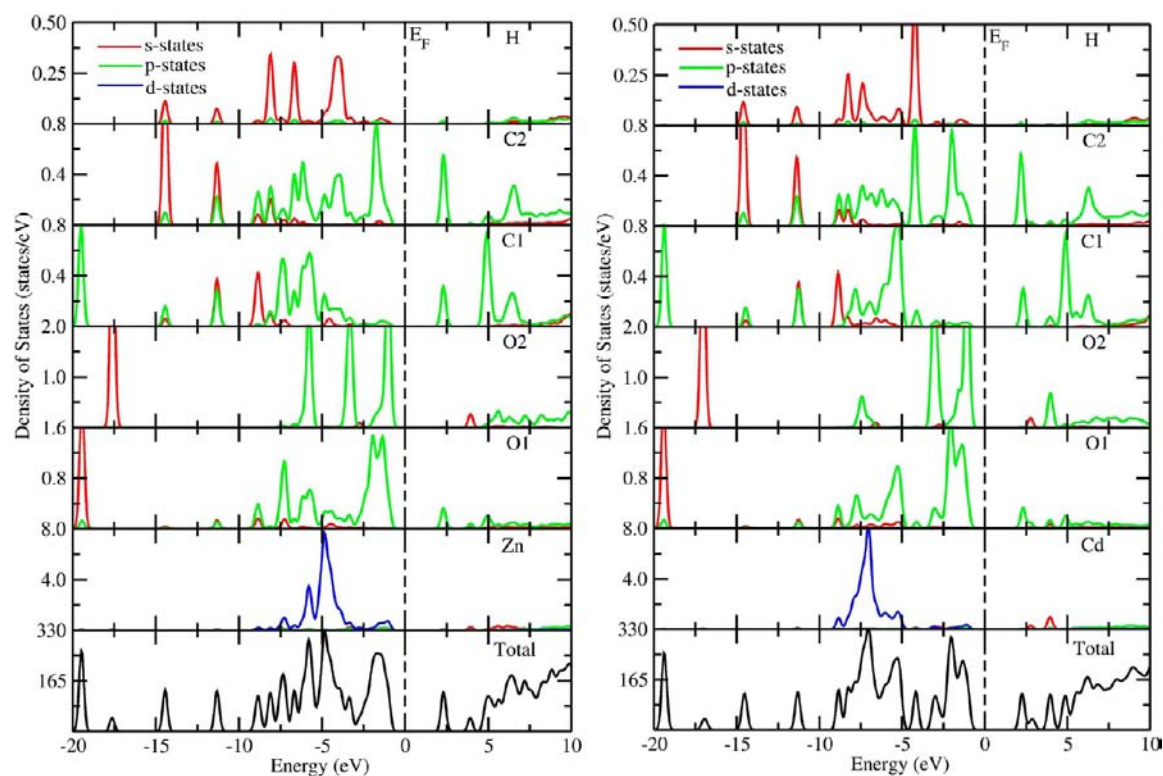 0.50
s-states
p-states
d-states
E_F
H
0.25
0.8
C2
0.4
0.8
C1
0.4
2.0
O2
1.0
1.6
O1
0.8
8.0
Zn
4.0
330
Total
165
-20 -15 -10 -5 0 5 10
Energy (eV)
Density of States (states/eV)
0.50
s-states
p-states
d-states
E_F
H
0.25
0.8
C2
0.4
0.8
C1
0.4
2.0
O2
1.0
1.6
O1
0.8
8.0
Cd
4.0
330
Total
165
-20 -15 -10 -5 0 5 10
Energy (eV)
Density of States (states/eV)